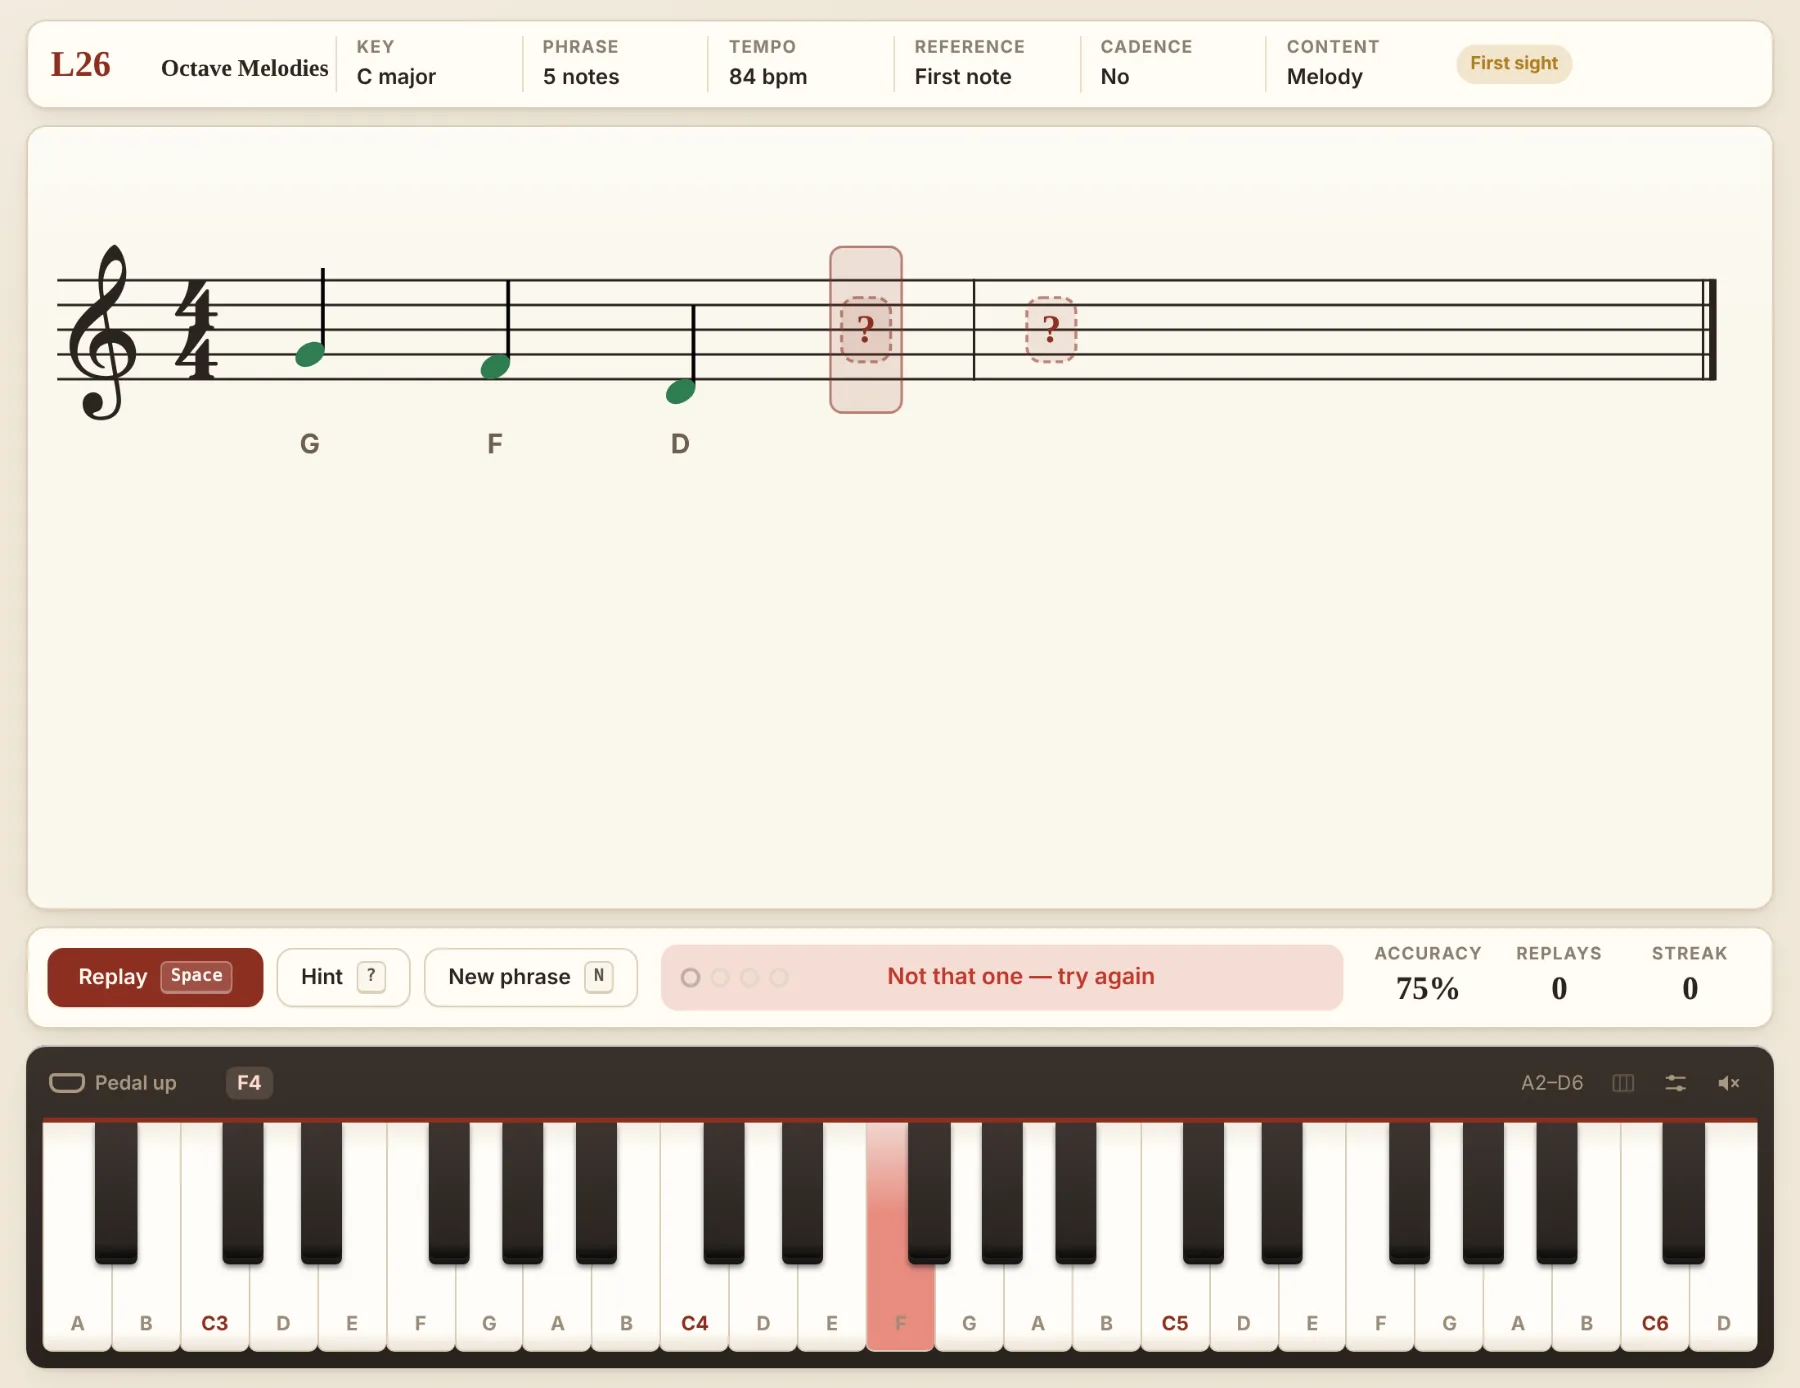 L26 Octave Melodies
KEY
C major
PHRASE
5 notes
TEMPO
84 bpm
REFERENCE
First note
CADENCE
No
CONTENT
Melody
First sight
4
4
? ?
G F D
Replay Space
Hint ?
New phrase N
Not that one — try again
ACCURACY
75%
REPLAYS
0
STREAK
0
Pedal up F4 A2–D6
A B C3 D E F G A B C4 D E F G A B C5 D E F G A B C6 D